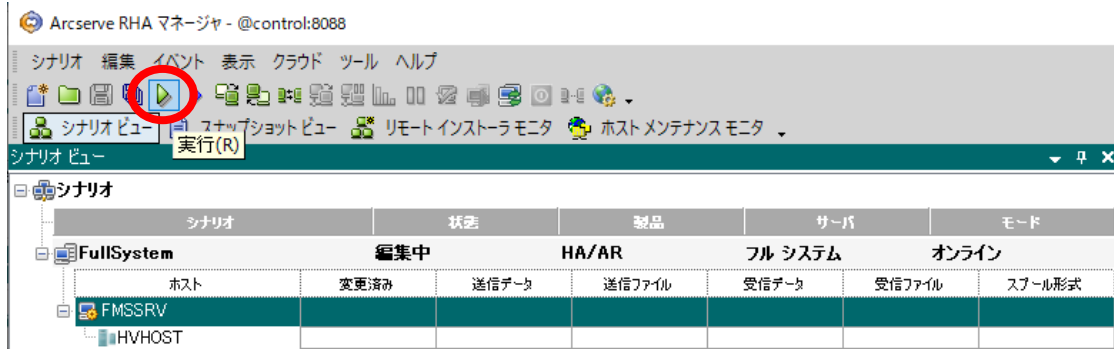 Arcserve RHA マネージャ - @control:8088
シナリオ 編集 イベント 表示 クラウド ツール ヘルプ
シナリオ ビュー スナップショット ビュー リモート インストーラ モニタ ホスト メンテナンス モニタ
実行(R)
シナリオ ビュー
シナリオ
シナリオ 状態 製品 サーバ モード
FullSystem 編集中 HA/AR フル システム オンライン
ホスト 変更済み 送信データ 送信ファイル 受信データ 受信ファイル スプール形式
FMSSRV
HVHOST